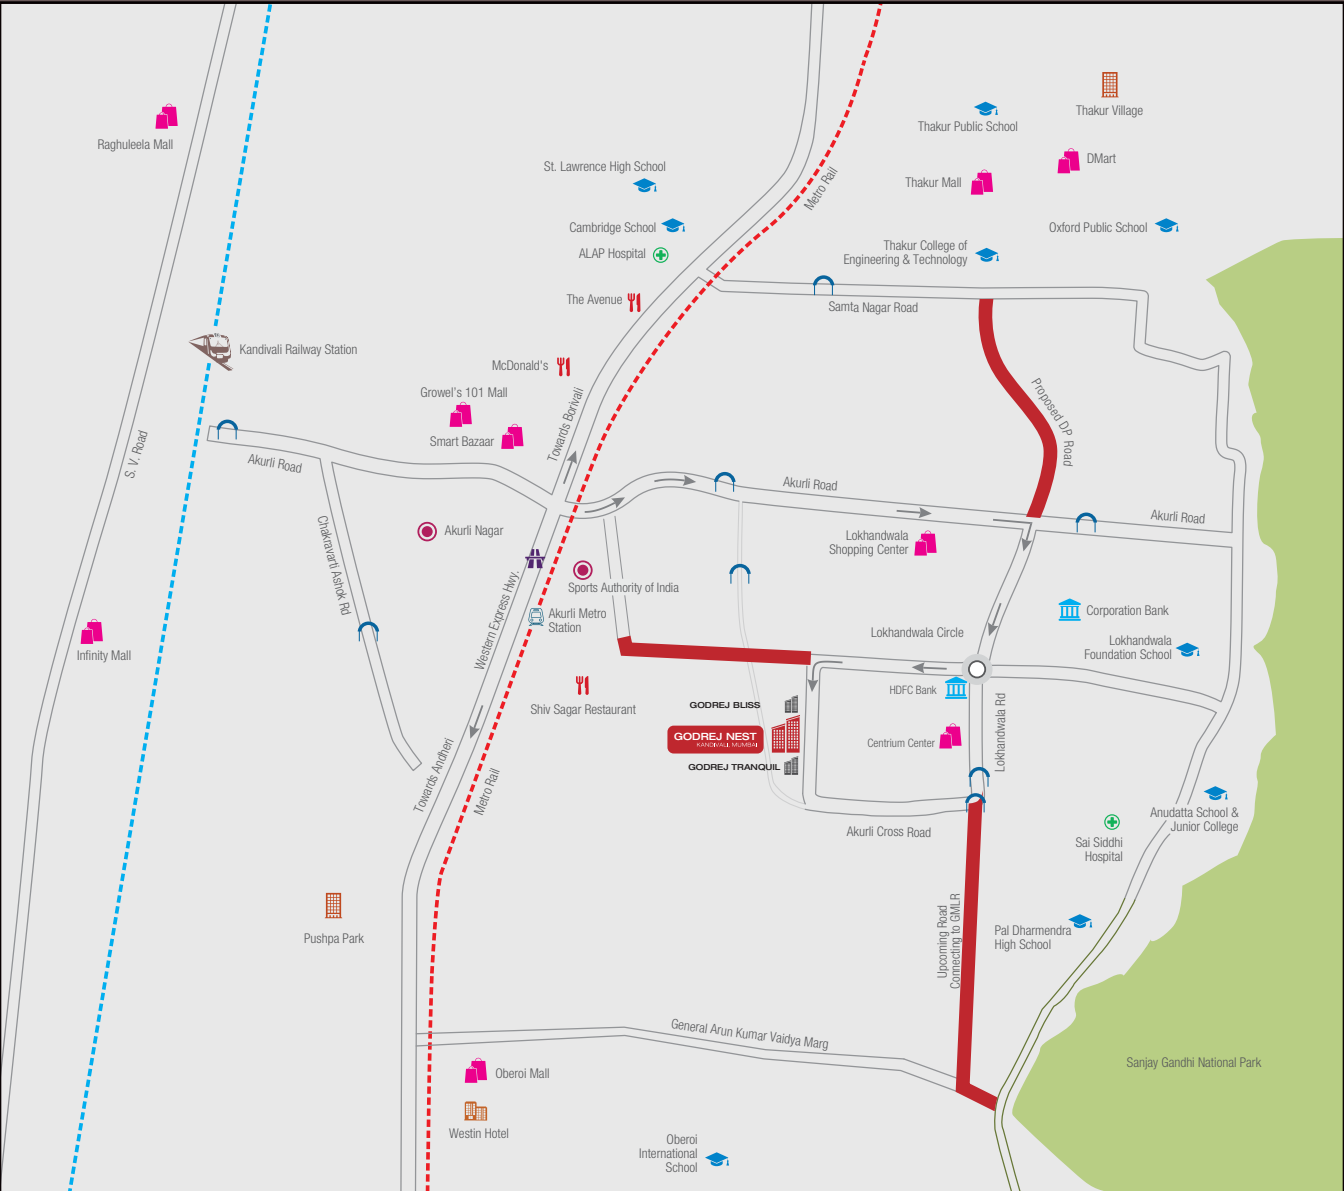 Thakur Village
Thakur Public School
Raghuleela Mall
DMart
St. Lawrence High School
Thakur Mall
Metro Rail
Cambridge School
Oxford Public School
ALAP Hospital
Thakur College of
Engineering & Technology
The Avenue
Samta Nagar Road
Kandivali Railway Station
McDonald's
Growel's 101 Mall
Proposed DP Road
Towards Borivali
Smart Bazaar
S. V. Road
Akurli Road
Akurli Road
Akurli Road
Akurli Nagar
Lokhandwala
Shopping Center
Chakravarti Ashok Rd
Western Express Hwy.
Sports Authority of India
Akurli Metro
Station
Corporation Bank
Lokhandwala Circle
Lokhandwala
Foundation School
Infinity Mall
HDFC Bank
Shiv Sagar Restaurant
GODREJ BLISS
GODREJ NEST
KANDIVALI, MUMBAI
GODREJ TRANQUIL
Centrium Center
Lokhandwala Rd
Towards Andheri
Metro Rail
Akurli Cross Road
Anudatta School &
Junior College
Sai Siddhi
Hospital
Pushpa Park
Upcoming Road
Connecting to GMLR
Pal Dharmendra
High School
General Arun Kumar Vaidya Marg
Sanjay Gandhi National Park
Oberoi Mall
Westin Hotel
Oberoi
International
School